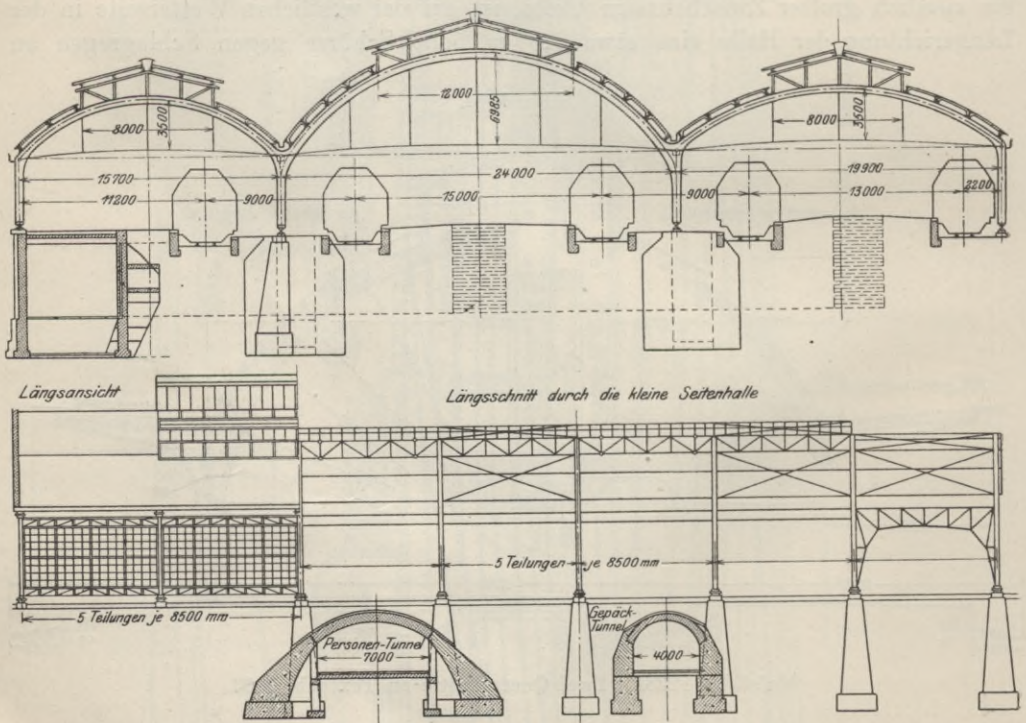 12000
6985
8000
3500
8000
3500
15700
24000
19900
11200
9000
15000
9000
13000
2200
Längsansicht
Längsschnitt durch die kleine Seitenhalle
5 Teilungen je 8500 mm
5 Teilungen je 8500 mm
Personen-Tunnel
7000
Gepäck-
Tunnel
4000